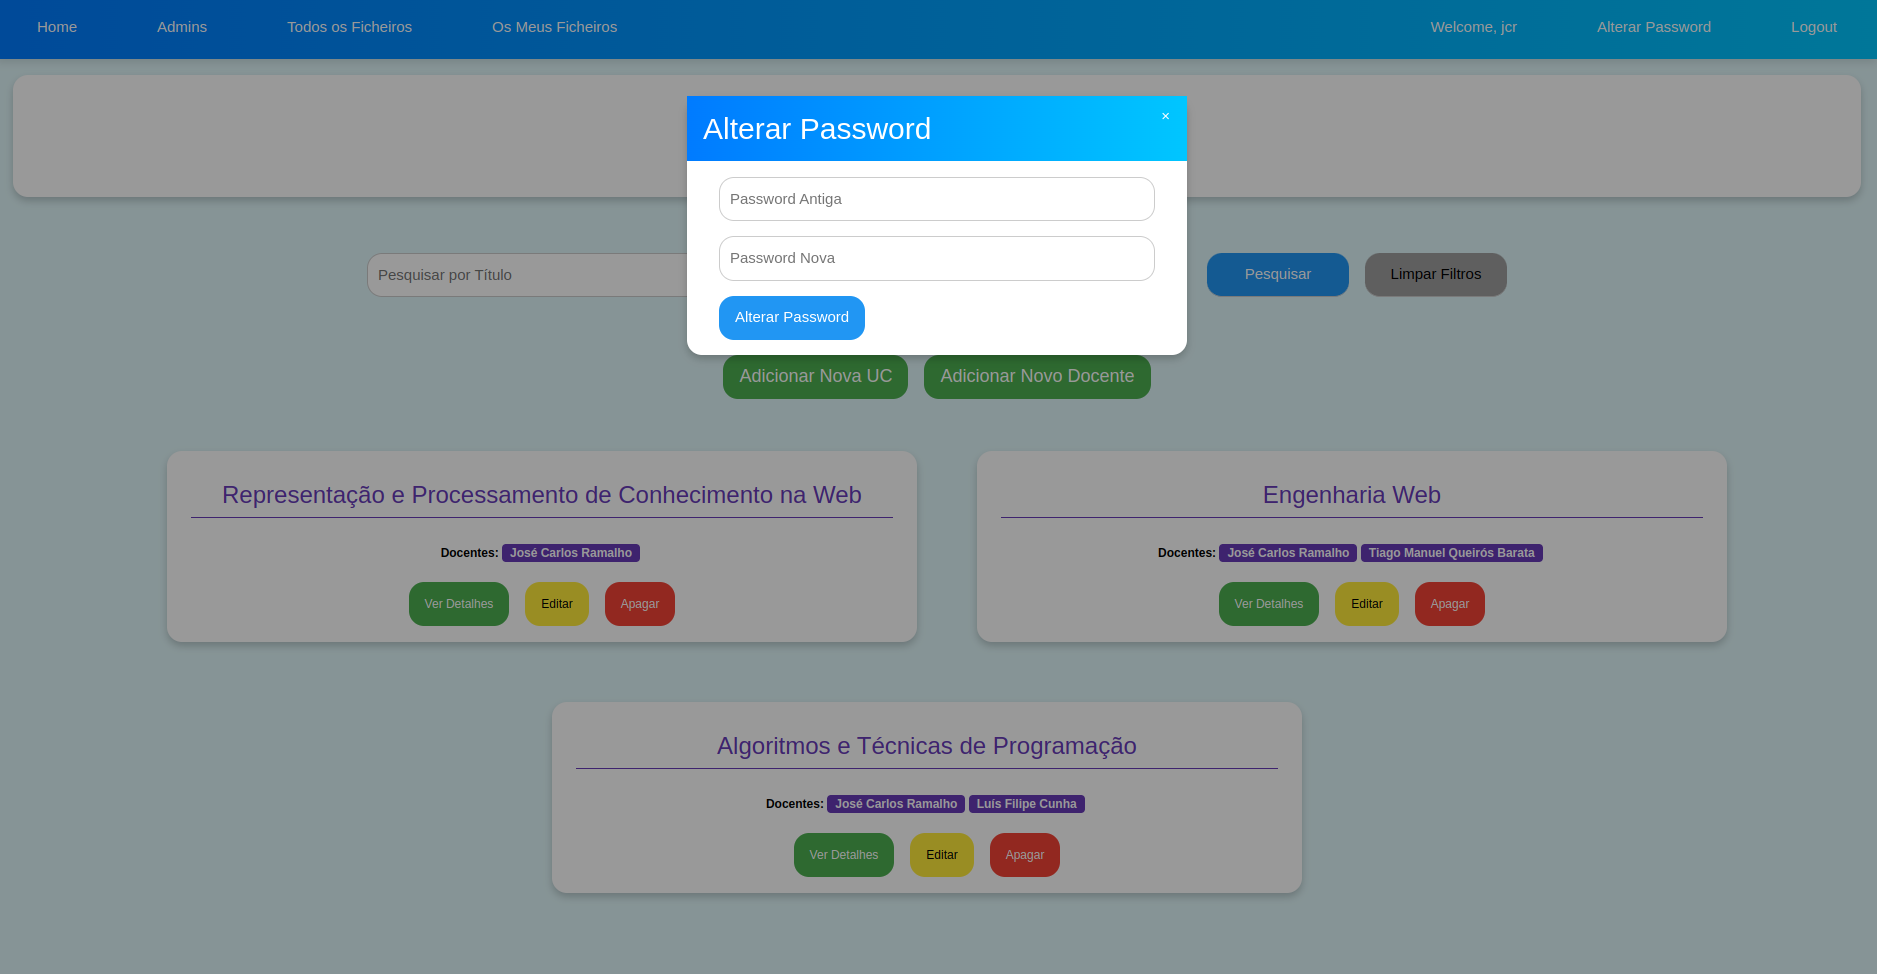 Home Admins Todos os Ficheiros Os Meus Ficheiros Welcome, jcr Alterar Password Logout
Alterar Password ×
Password Antiga
Password Nova
Alterar Password
Pesquisar por Título Pesquisar Limpar Filtros
Adicionar Nova UC Adicionar Novo Docente
Representação e Processamento de Conhecimento na Web
Docentes: José Carlos Ramalho
Ver Detalhes Editar Apagar
Engenharia Web
Docentes: José Carlos Ramalho Tiago Manuel Queirós Barata
Ver Detalhes Editar Apagar
Algoritmos e Técnicas de Programação
Docentes: José Carlos Ramalho Luís Filipe Cunha
Ver Detalhes Editar Apagar